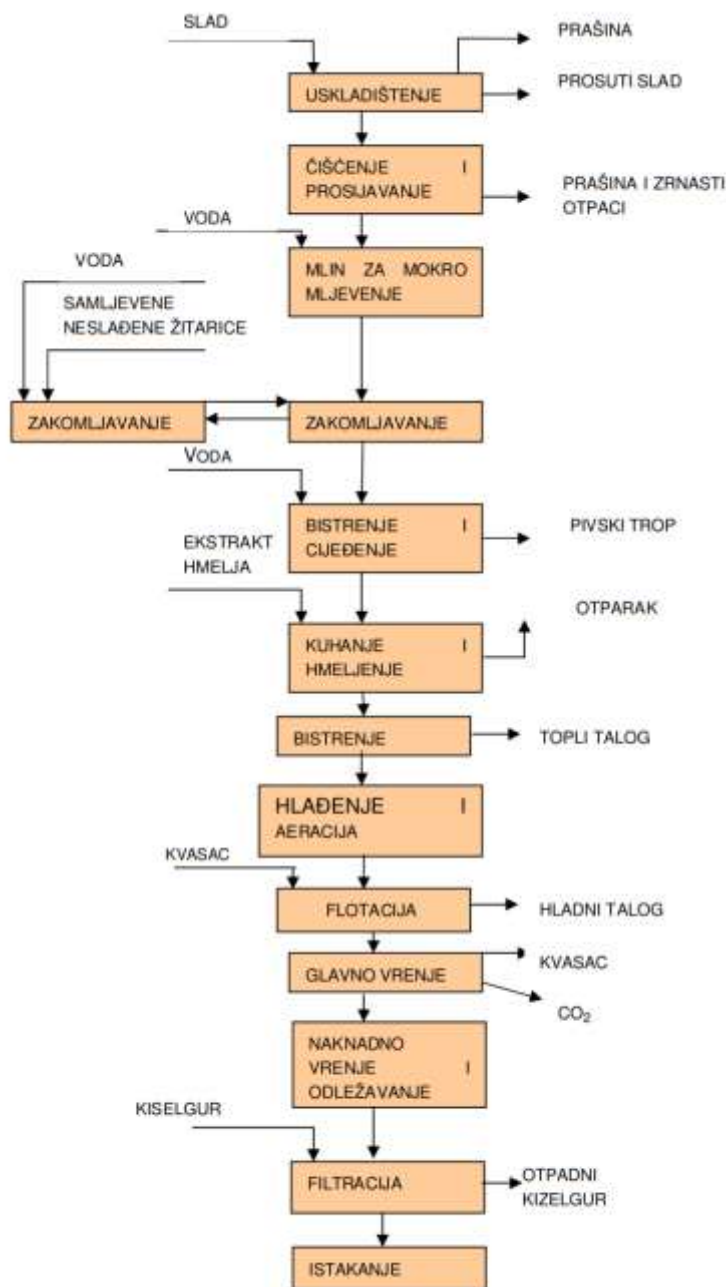 SLAD
PRAŠINA
USKLADIŠTENJE
PROSUTI SLAD
ČIŠĆENJE I
PROSIJAVANJE
PRAŠINA I ZRNASTI
OTPACI
VODA
MLIN ZA MOKRO
MLJEVENJE
VODA
SAMLJEVENE
NESLAĐENE ŽITARICE
ZAKOMLJAVANJE
ZAKOMLJAVANJE
VODA
BISTRENJE I
CIJEĐENJE
PIVSKI TROP
EKSTRAKT
HMELJA
OTPARAK
KUHANJE I
HMELJENJE
BISTRENJE
TOPLI TALOG
HLAĐENJE I
AERACIJA
KVASAC
FLOTACIJA
HLADNI TALOG
GLAVNO VRENJE
KVASAC
CO₂
NAKNADNO
VRENJE I
ODLEŽAVANJE
KISELGUR
FILTRACIJA
OTPADNI
KIZELGUR
ISTAKANJE